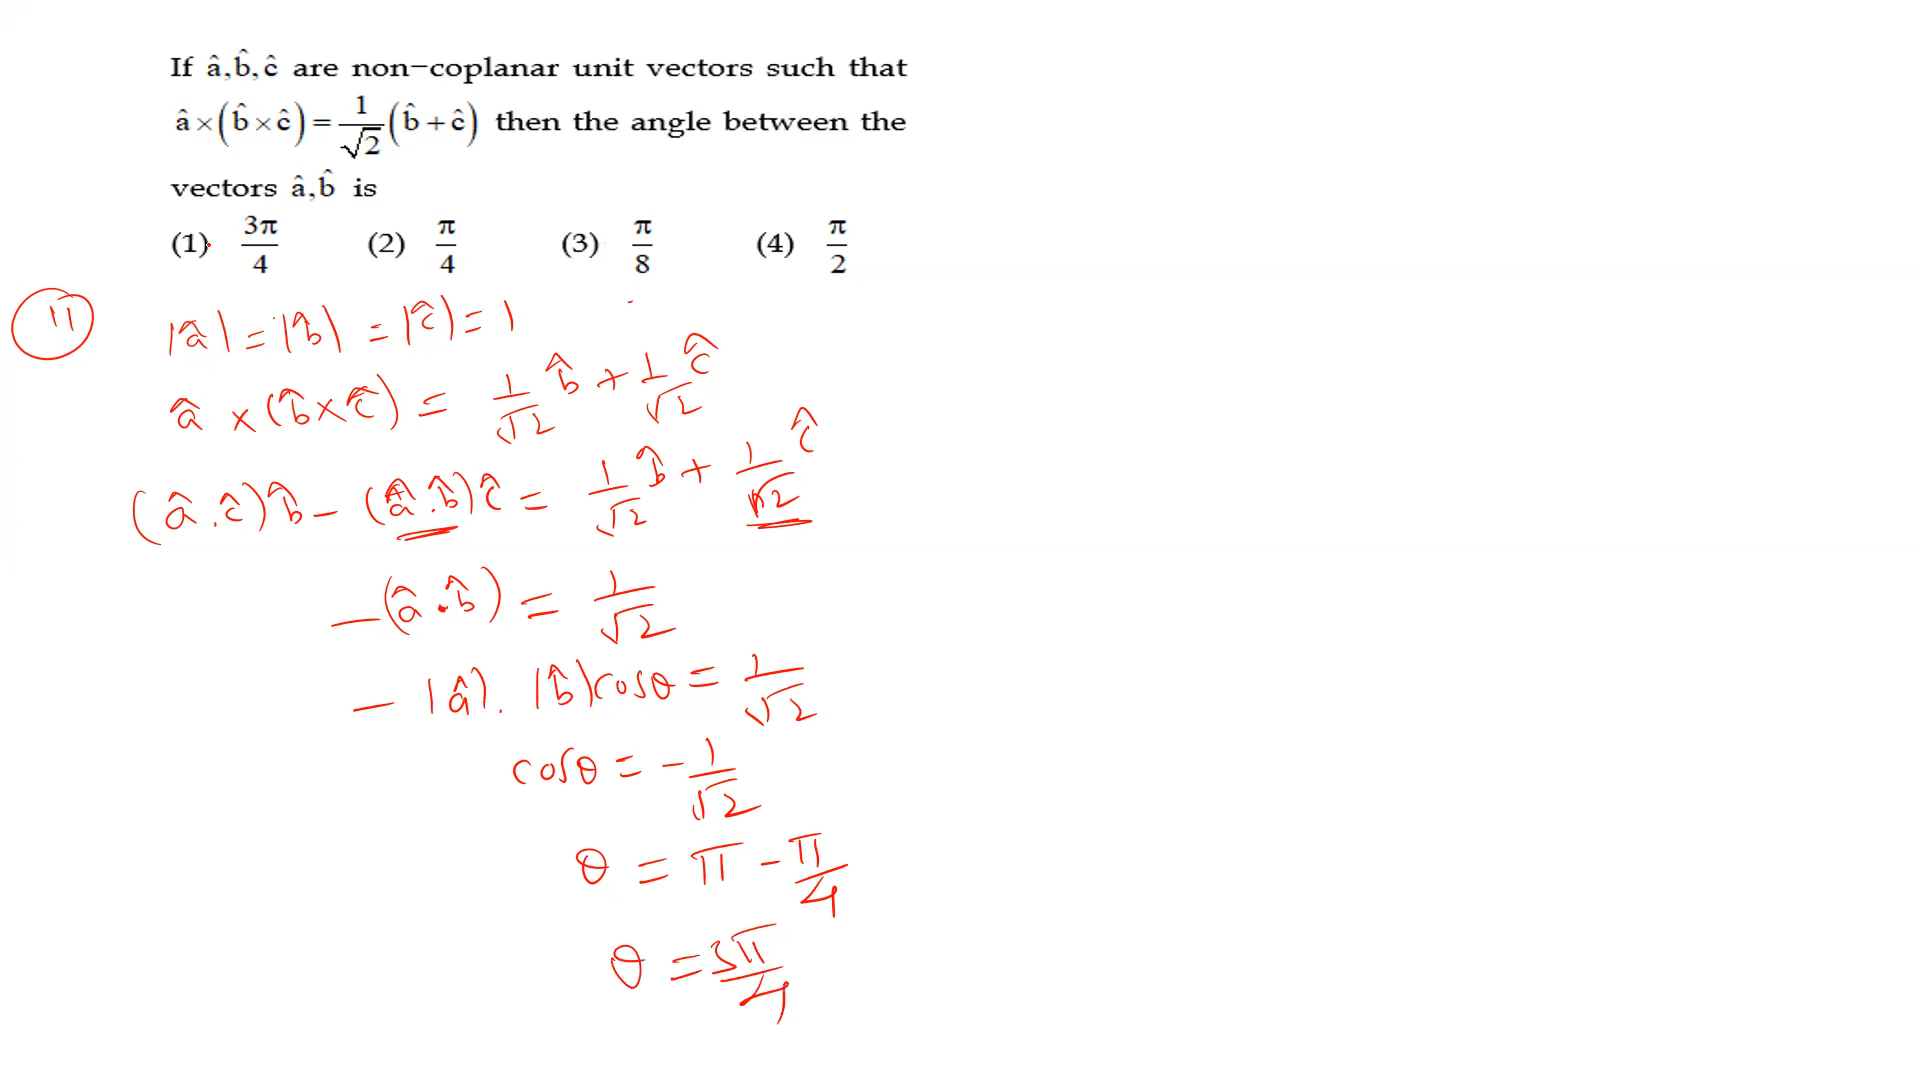 If â,b̂,ĉ are non-coplanar unit vectors such that
â×(b̂×ĉ)=1/√2(b̂+ĉ) then the angle between the
vectors â,b̂ is
(1) 3π/4 (2) π/4 (3) π/8 (4) π/2
11
|â| = |b̂| = |ĉ| = 1
â × (b̂×ĉ) = 1/√2 b̂ + 1/√2 ĉ
(â.ĉ)b̂ - (â.b̂)ĉ = 1/√2 b̂ + 1/√2 ĉ
-(â.b̂) = 1/√2
- |â|. |b̂|cosθ = 1/√2
cosθ = -1/√2
θ = π - π/4
θ = 3π/4